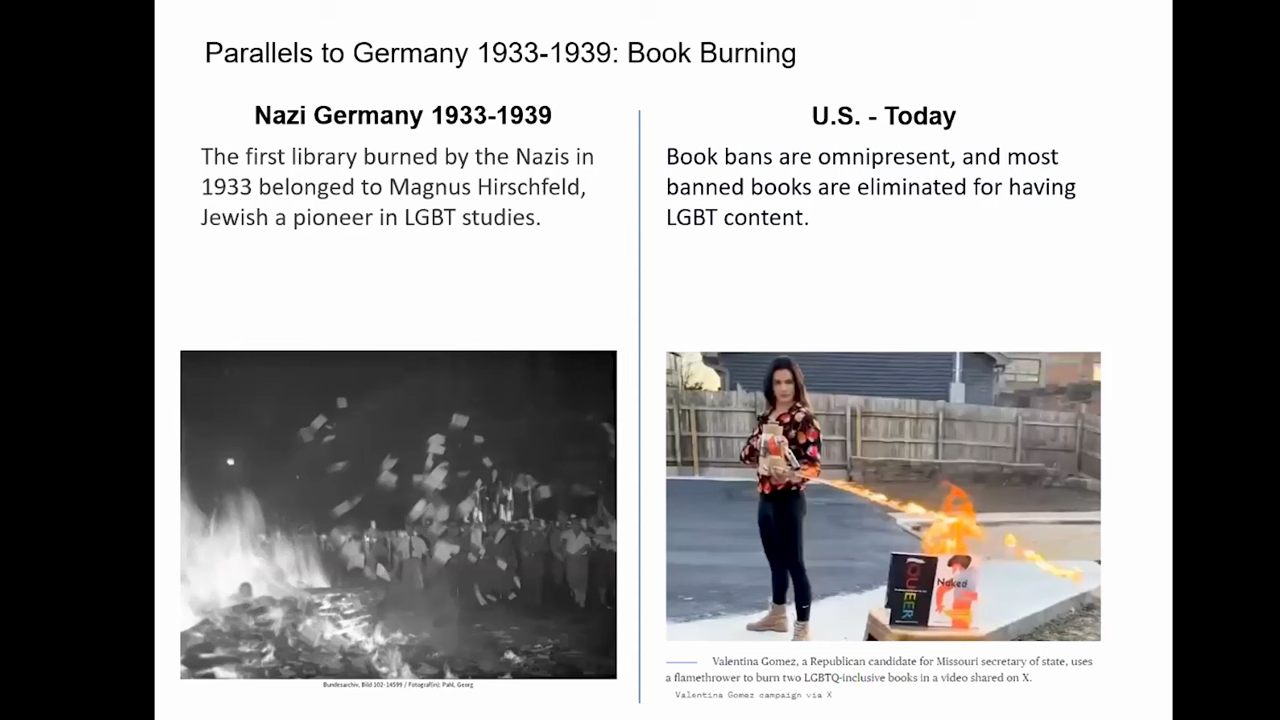 Parallels to Germany 1933-1939: Book Burning
Nazi Germany 1933-1939
The first library burned by the Nazis in
1933 belonged to Magnus Hirschfeld,
Jewish a pioneer in LGBT studies.
Bundesarchiv, Bild 102-14599 / Fotograf(in): Pahl, Georg
U.S. - Today
Book bans are omnipresent, and most
banned books are eliminated for having
LGBT content.
QUEER
Naked
Valentina Gomez, a Republican candidate for Missouri secretary of state, uses
a flamethrower to burn two LGBTQ-inclusive books in a video shared on X.
Valentina Gomez campaign via X